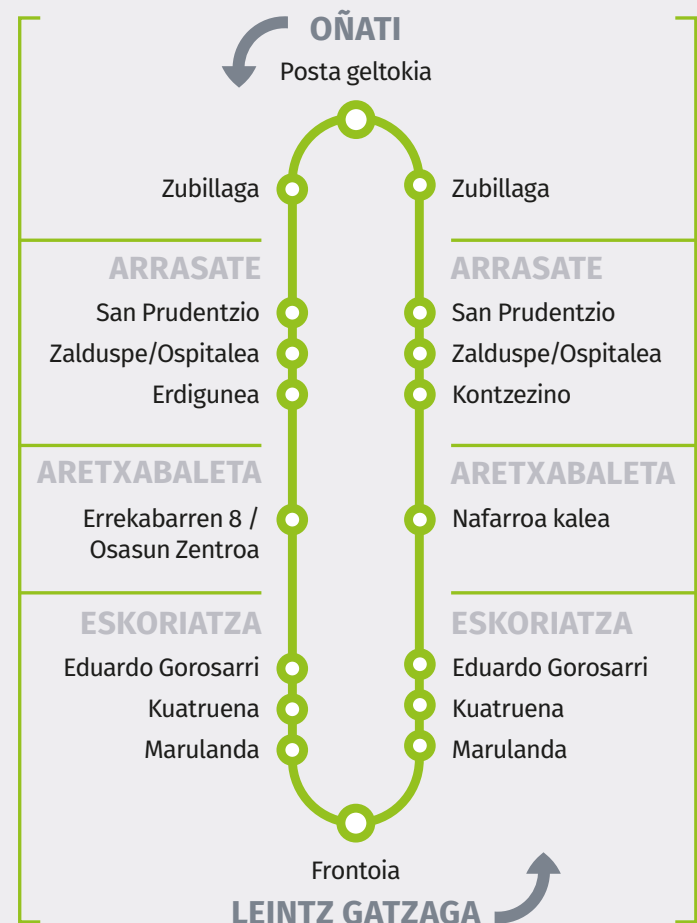 OÑATI
Posta geltokia
Zubillaga
Zubillaga
ARRASATE
ARRASATE
San Prudentzio
San Prudentzio
Zalduspe/Ospitalea
Zalduspe/Ospitalea
Erdigunea
Kontzezino
ARETXABALETA
ARETXABALETA
Errekabarren 8 /
Osasun Zentroa
Nafarroa kalea
ESKORIATZA
ESKORIATZA
Eduardo Gorosarri
Eduardo Gorosarri
Kuatruena
Kuatruena
Marulanda
Marulanda
Frontoia
LEINTZ GATZAGA